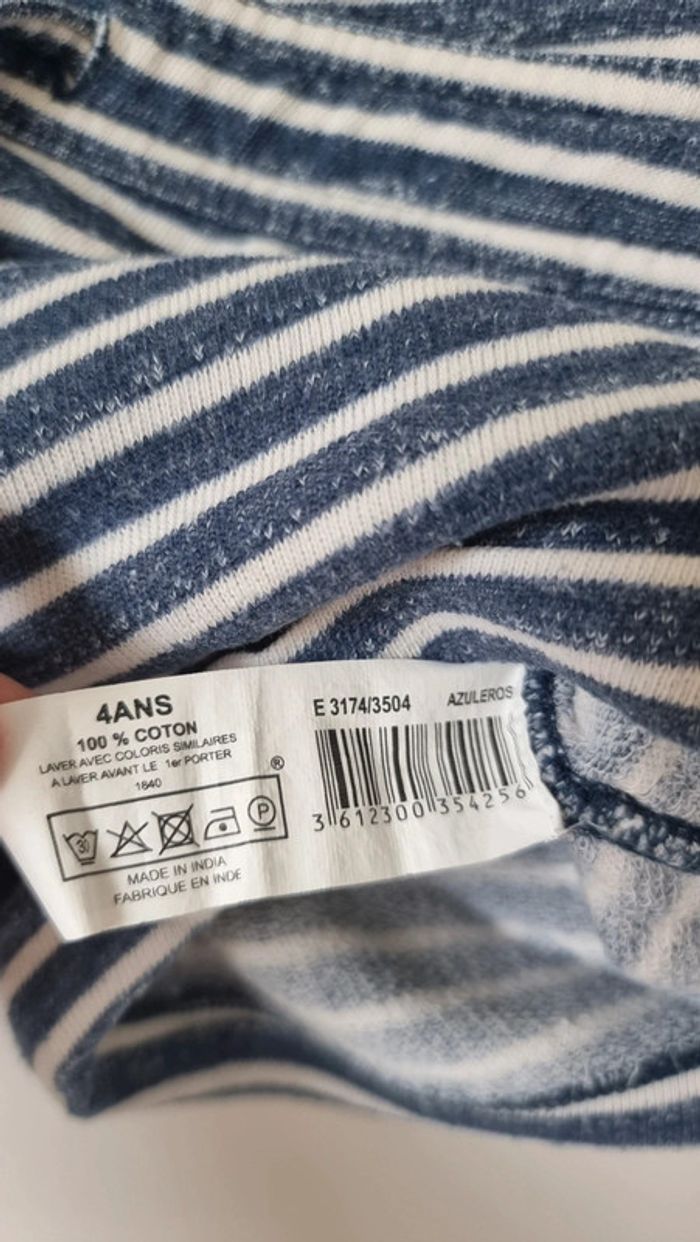 4ANS
100 % COTON
LAVER AVEC COLORIS SIMILAIRES
A LAVER AVANT LE 1er PORTER
1840
®
30 P
MADE IN INDIA
FABRIQUE EN INDE
E 3174/3504 AZULEROS
3 612300 354256